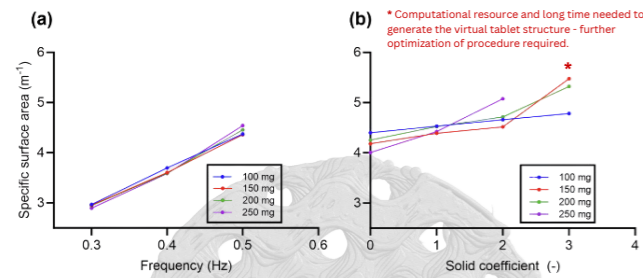 (a)
(b)
* Computational resource and long time needed to
generate the virtual tablet structure - further
optimization of procedure required.
Specific surface area (m-1)
6
5
4
3
0.3
0.4
0.5
0.6
Frequency (Hz)
100 mg
150 mg
200 mg
250 mg
6
5
4
3
*
0
1
2
3
4
Solid coefficient (-)
100 mg
150 mg
200 mg
250 mg